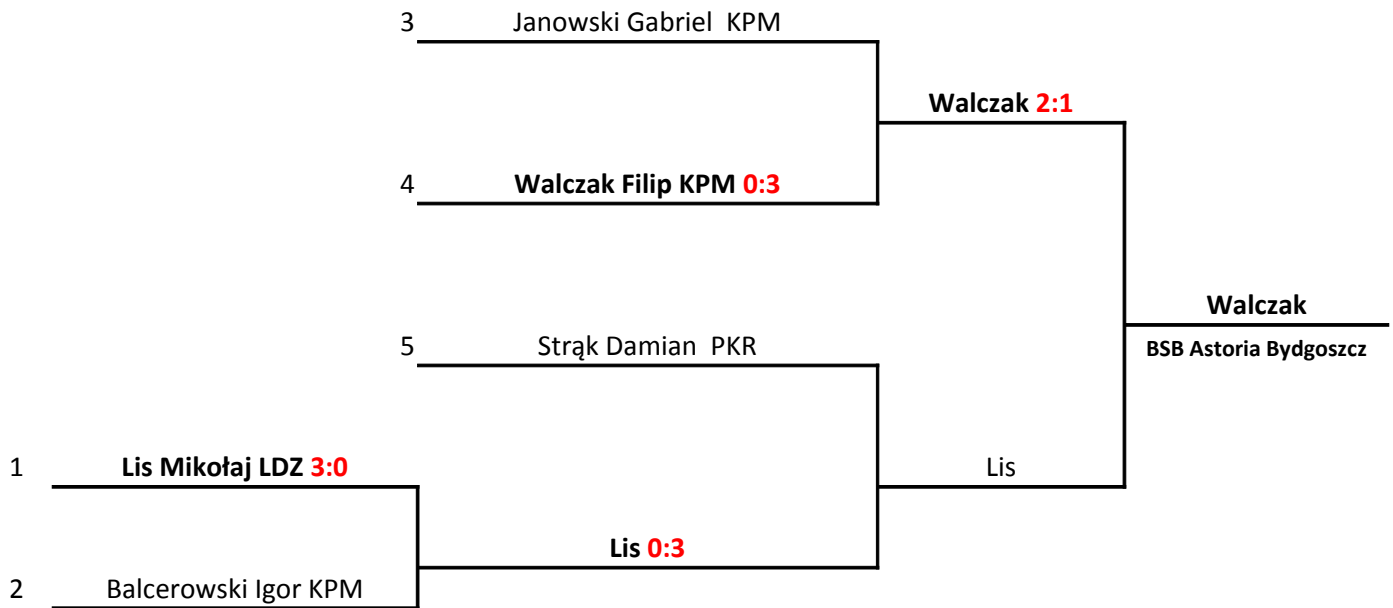 3 Janowski Gabriel KPM
Walczak 2:1
4 Walczak Filip KPM 0:3
Walczak
5 Strąk Damian PKR
BSB Astoria Bydgoszcz
1 Lis Mikołaj LDZ 3:0
Lis
Lis 0:3
2 Balcerowski Igor KPM